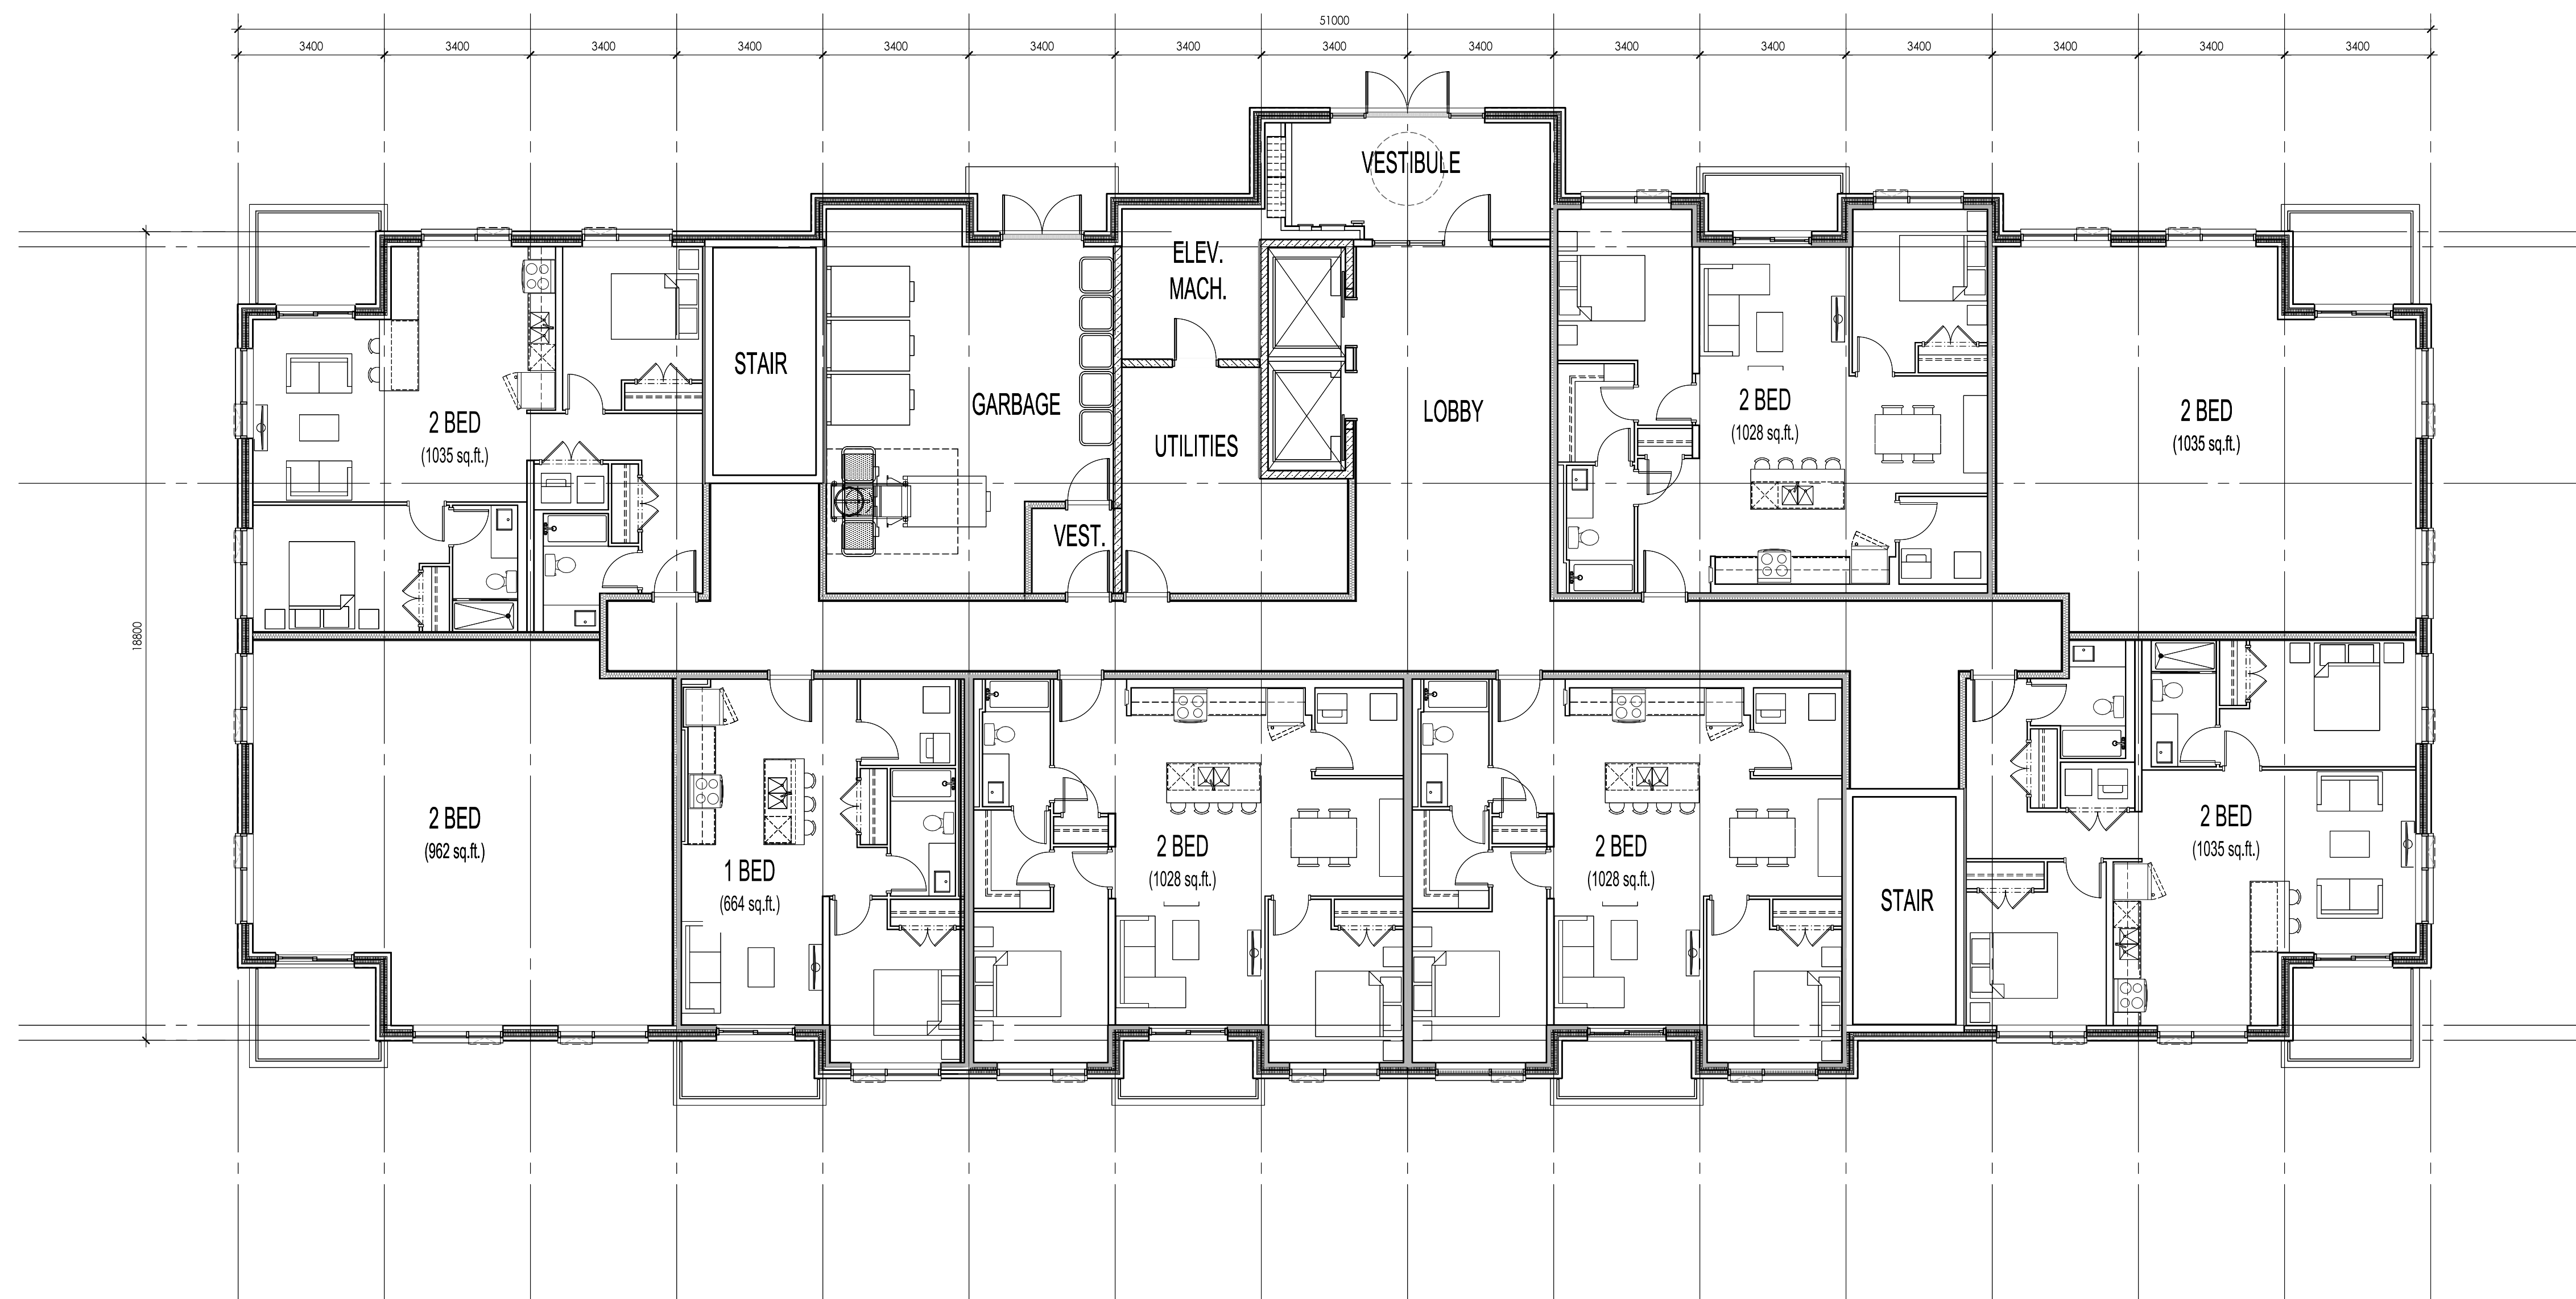 51000
3400 3400 3400 3400 3400 3400 3400 3400 3400 3400 3400 3400 3400 3400 3400
VESTIBULE
ELEV.
MACH.
STAIR
GARBAGE
UTILITIES
LOBBY
VEST.
2 BED
(1035 sq.ft.)
2 BED
(1028 sq.ft.)
2 BED
(1035 sq.ft.)
18800
2 BED
(962 sq.ft.)
1 BED
(664 sq.ft.)
2 BED
(1028 sq.ft.)
2 BED
(1028 sq.ft.)
STAIR
2 BED
(1035 sq.ft.)